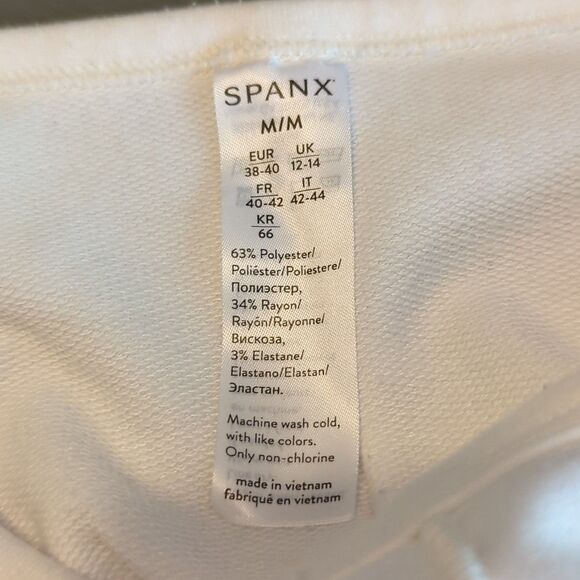 SPANX
M/M
EUR UK
38-40 12-14
FR IT
40-42 42-44
KR
66
63% Polyester/
Poliéster/Poliestere/
Полиэстер,
34% Rayon/
Rayón/Rayonne/
Вискоза,
3% Elastane/
Elastano/Elastan/
Эластан.
Machine wash cold,
with like colors.
Only non-chlorine
made in vietnam
fabriqué en vietnam